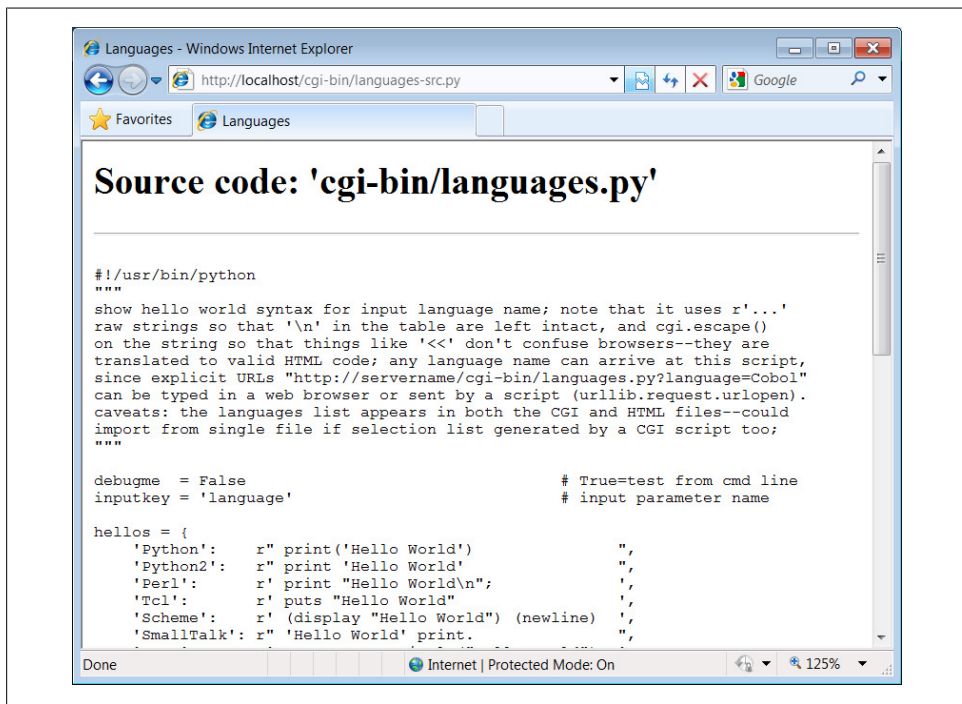 Languages - Windows Internet Explorer
http://localhost/cgi-bin/languages-src.py
Google
Favorites
Languages
Source code: 'cgi-bin/languages.py'
#!/usr/bin/python
"""
show hello world syntax for input language name; note that it uses r'...'
raw strings so that '\n' in the table are left intact, and cgi.escape()
on the string so that things like '<<' don't confuse browsers--they are
translated to valid HTML code; any language name can arrive at this script,
since explicit URLs "http://servername/cgi-bin/languages.py?language=Cobol"
can be typed in a web browser or sent by a script (urllib.request.urlopen).
caveats: the languages list appears in both the CGI and HTML files--could
import from single file if selection list generated by a CGI script too;
"""
debugme  = False                                # True=test from cmd line
inputkey = 'language'                           # input parameter name
hellos = {
    'Python':    r" print('Hello World')               ",
    'Python2':   r" print 'Hello World'                ",
    'Perl':      r' print "Hello World\n";             ',
    'Tcl':       r' puts "Hello World"                 ',
    'Scheme':    r' (display "Hello World") (newline)  ',
    'SmallTalk': r" 'Hello World' print.               ",
Done
Internet | Protected Mode: On
125%